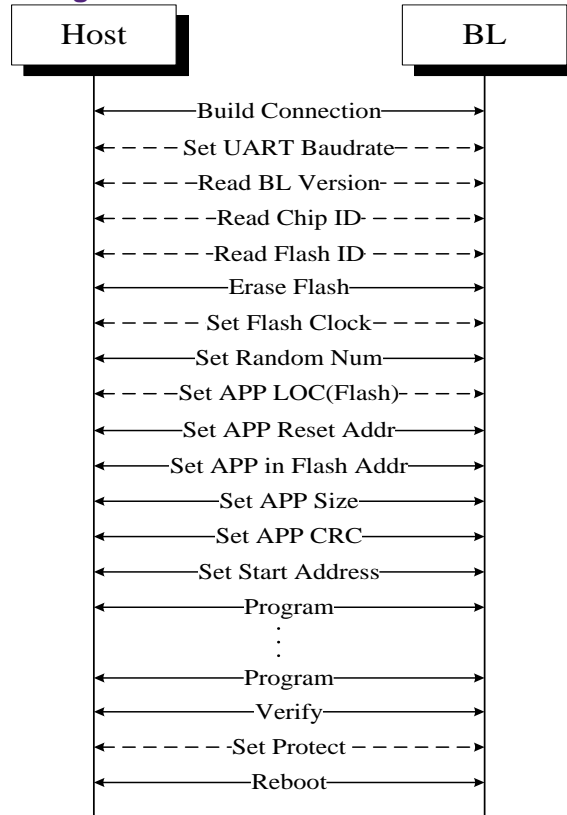 Host
BL
Build Connection
Set UART Baudrate
Read BL Version
Read Chip ID
Read Flash ID
Erase Flash
Set Flash Clock
Set Random Num
Set APP LOC(Flash)
Set APP Reset Addr
Set APP in Flash Addr
Set APP Size
Set APP CRC
Set Start Address
Program
Program
Verify
Set Protect
Reboot